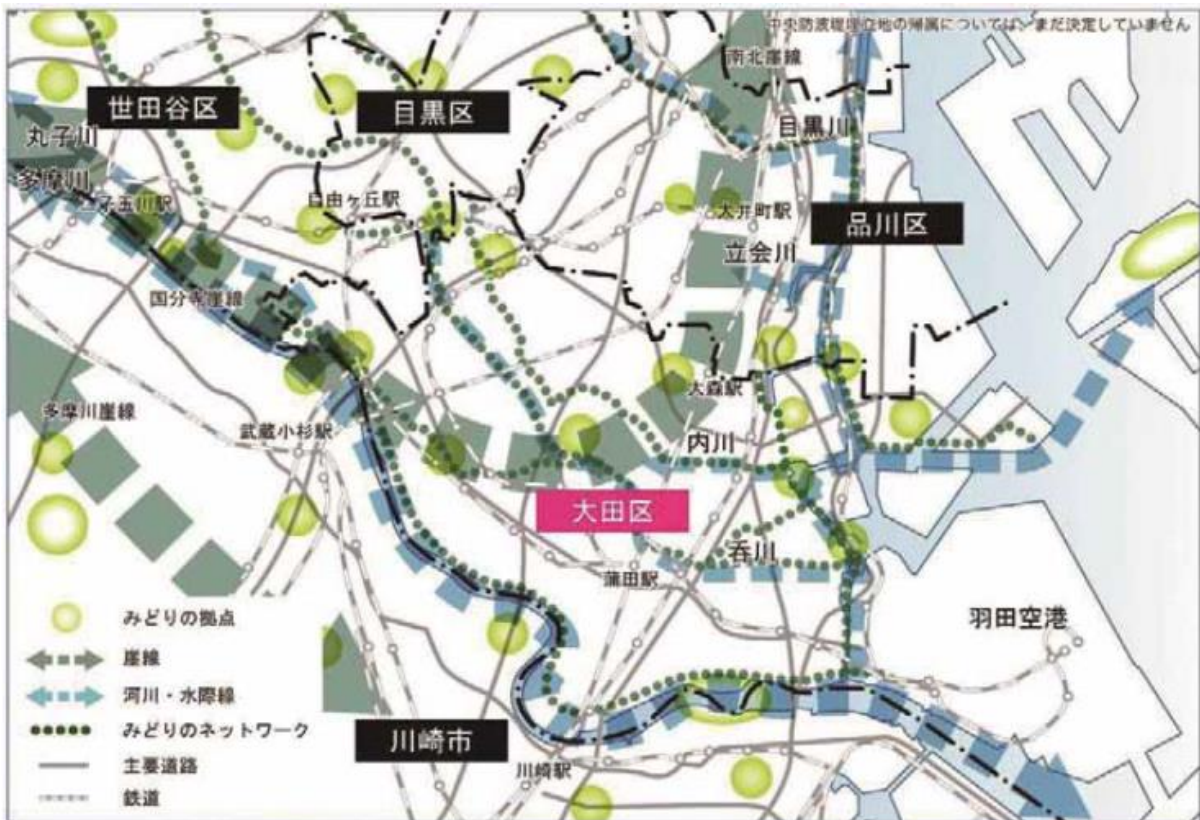 中央防波堤埋立地の帰属については、まだ決定していません
南北崖線
世田谷区
目黒区
目黒川
丸子川
多摩川
二子玉川駅
自由ヶ丘駅
大井町駅
品川区
立会川
国分寺崖線
大森駅
多摩川崖線
武蔵小杉駅
内川
大田区
呑川
蒲田駅
羽田空港
みどりの拠点
崖線
河川・水際線
みどりのネットワーク
主要道路
鉄道
川崎市
川崎駅